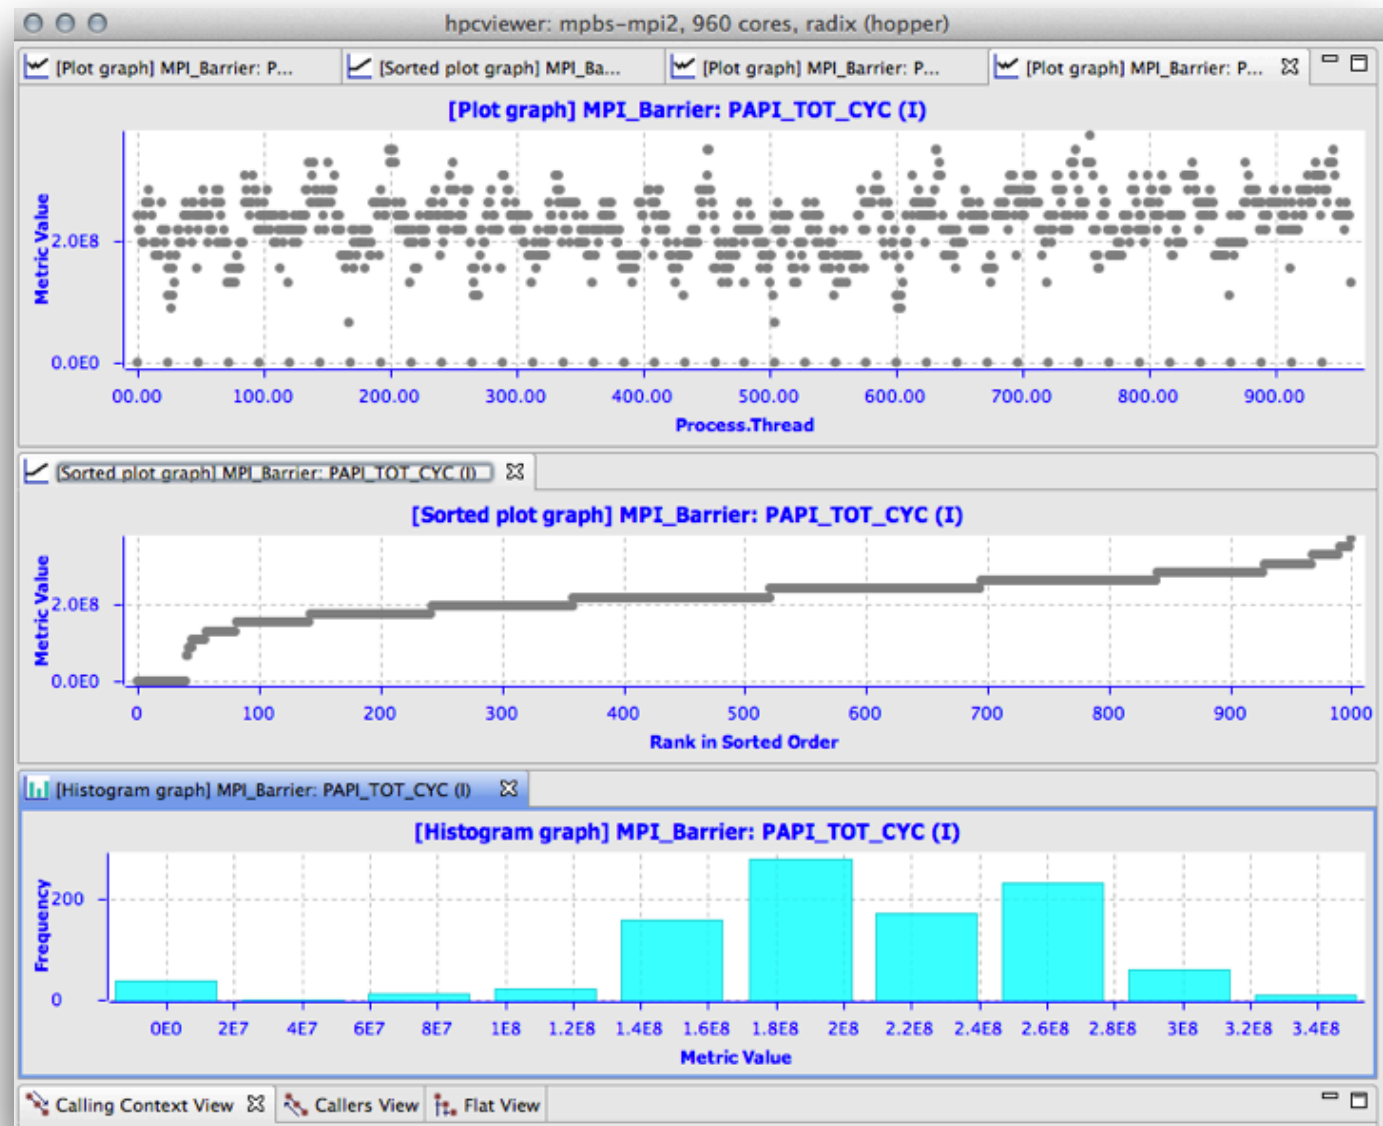 hpcviewer: mpbs-mpi2, 960 cores, radix (hopper)
[Plot graph] MPI_Barrier: P... [Sorted plot graph] MPI_Ba... [Plot graph] MPI_Barrier: P... [Plot graph] MPI_Barrier: P...
[Plot graph] MPI_Barrier: PAPI_TOT_CYC (I)
Metric Value
2.0E8
0.0E0
00.00 100.00 200.00 300.00 400.00 500.00 600.00 700.00 800.00 900.00
Process.Thread
[Sorted plot graph] MPI_Barrier: PAPI_TOT_CYC (I)
[Sorted plot graph] MPI_Barrier: PAPI_TOT_CYC (I)
Metric Value
2.0E8
0.0E0
0 100 200 300 400 500 600 700 800 900 1000
Rank in Sorted Order
[Histogram graph] MPI_Barrier: PAPI_TOT_CYC (I)
[Histogram graph] MPI_Barrier: PAPI_TOT_CYC (I)
Frequency
200
0
0E0 2E7 4E7 6E7 8E7 1E8 1.2E8 1.4E8 1.6E8 1.8E8 2E8 2.2E8 2.4E8 2.6E8 2.8E8 3E8 3.2E8 3.4E8
Metric Value
Calling Context View Callers View Flat View